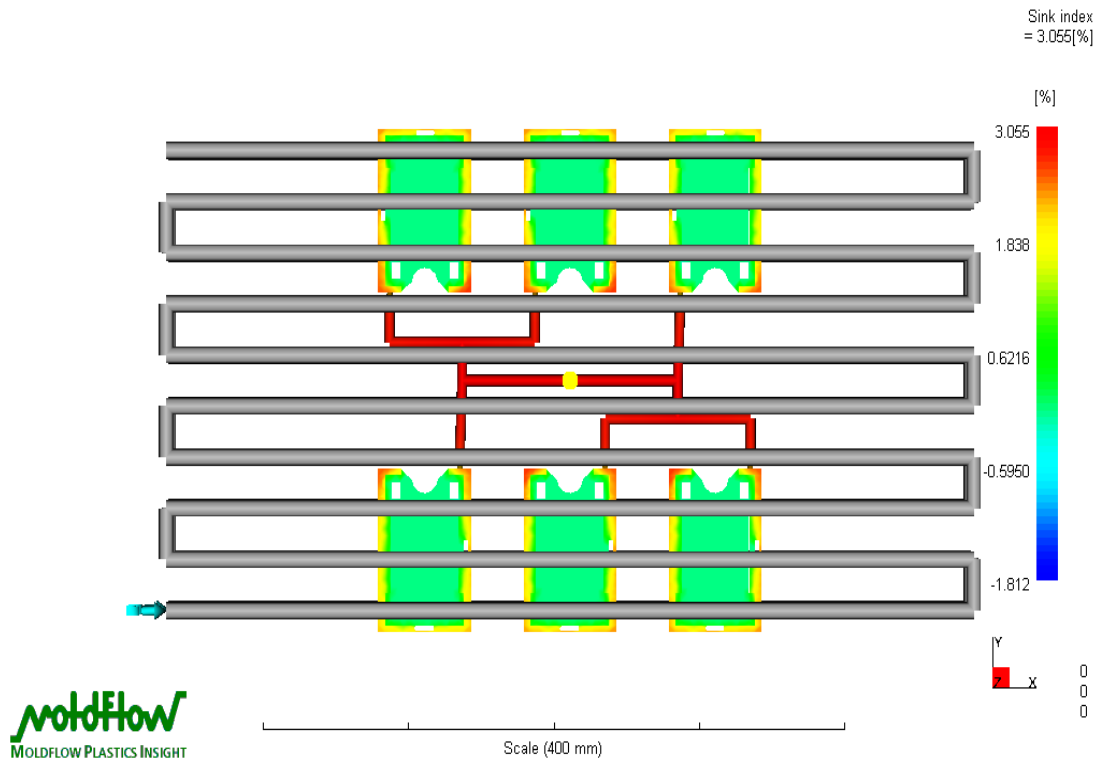 Sink index
= 3.055[%]
[%]
3.055
1.838
0.6216
-0.5950
-1.812
Y
Z X
0
0
0
moldflow
MOLDFLOW PLASTICS INSIGHT
Scale (400 mm)